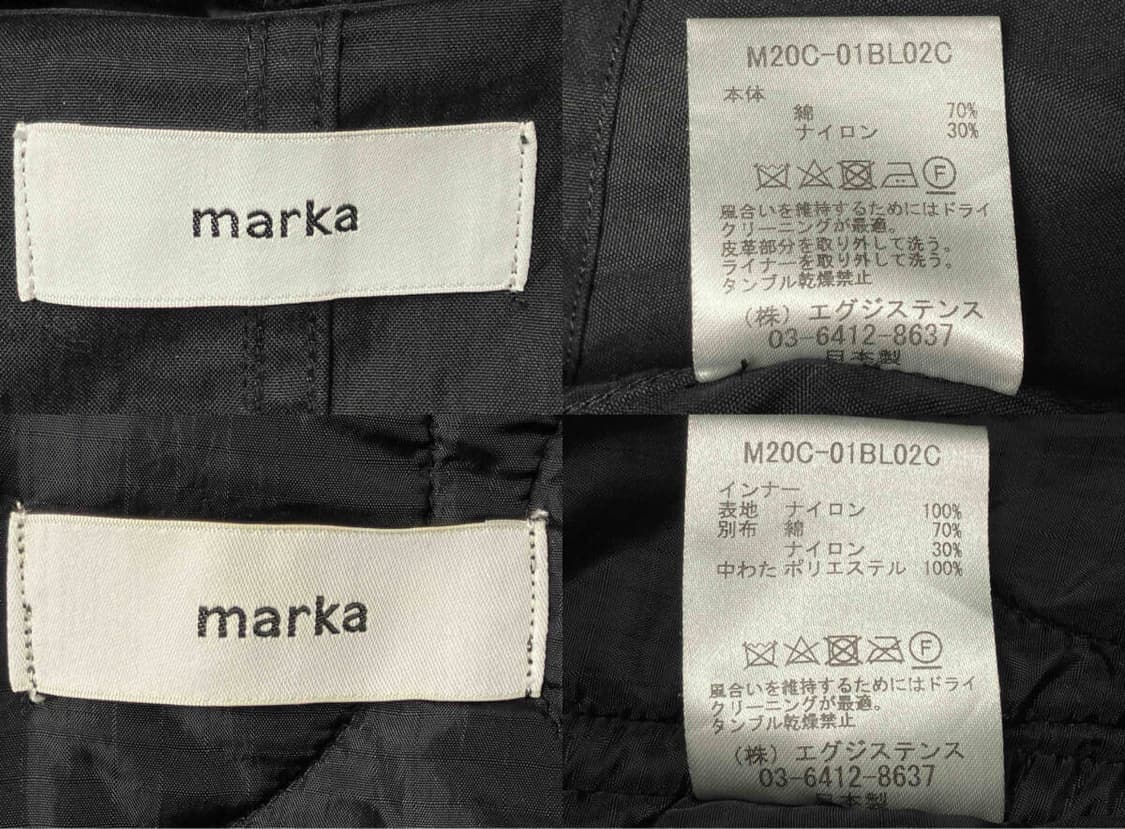 marka
M20C-01BL02C
本体
綿 70%
ナイロン 30%
F
風合いを維持するためにはドライ
クリーニングが最適。
皮革部分を取り外して洗う。
ライナーを取り外して洗う。
タンブル乾燥禁止
（株）エグジステンス
03-6412-8637
日本製
marka
M20C-01BL02C
インナー
表地 ナイロン 100%
別布 綿 70%
ナイロン 30%
中わた ポリエステル 100%
F
風合いを維持するためにはドライ
クリーニングが最適。
タンブル乾燥禁止
（株）エグジステンス
03-6412-8637
日本製